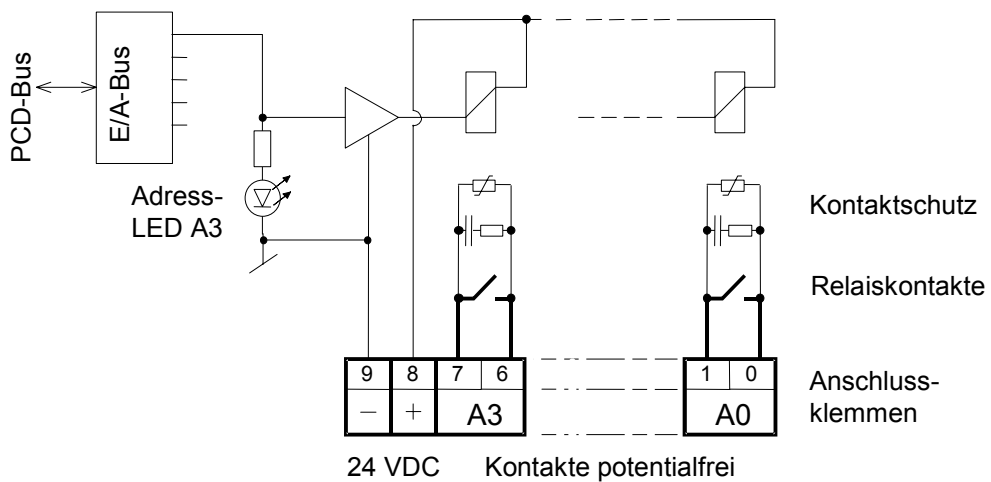 PCD-Bus
E/A-Bus
Adress-
LED A3
Kontaktschutz
Relaiskontakte
9 8 7 6 1 0
− + A3 A0
Anschluss-
klemmen
24 VDC Kontakte potentialfrei